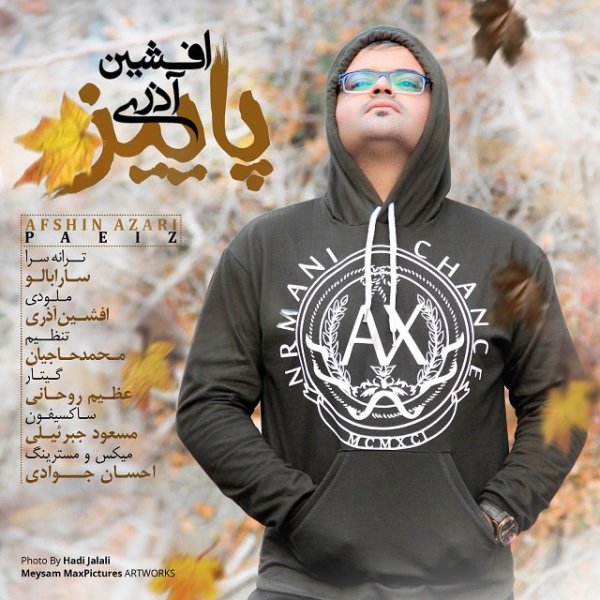 افشین
آذری
پاییز
AFSHIN AZARI
PAEIZ
ترانه سرا
سارا بالو
ملودی
افشین آذری
تنظیم
محمد حاجیان
گیتار
عظیم روحانی
ساکسیفون
مسعود جبرئیلی
میکس و مسترینگ
احسان جوادی
NRMANI CHANCE
AX
MCMXCI
Photo By Hadi Jalali
Meysam MaxPictures ARTWORKS